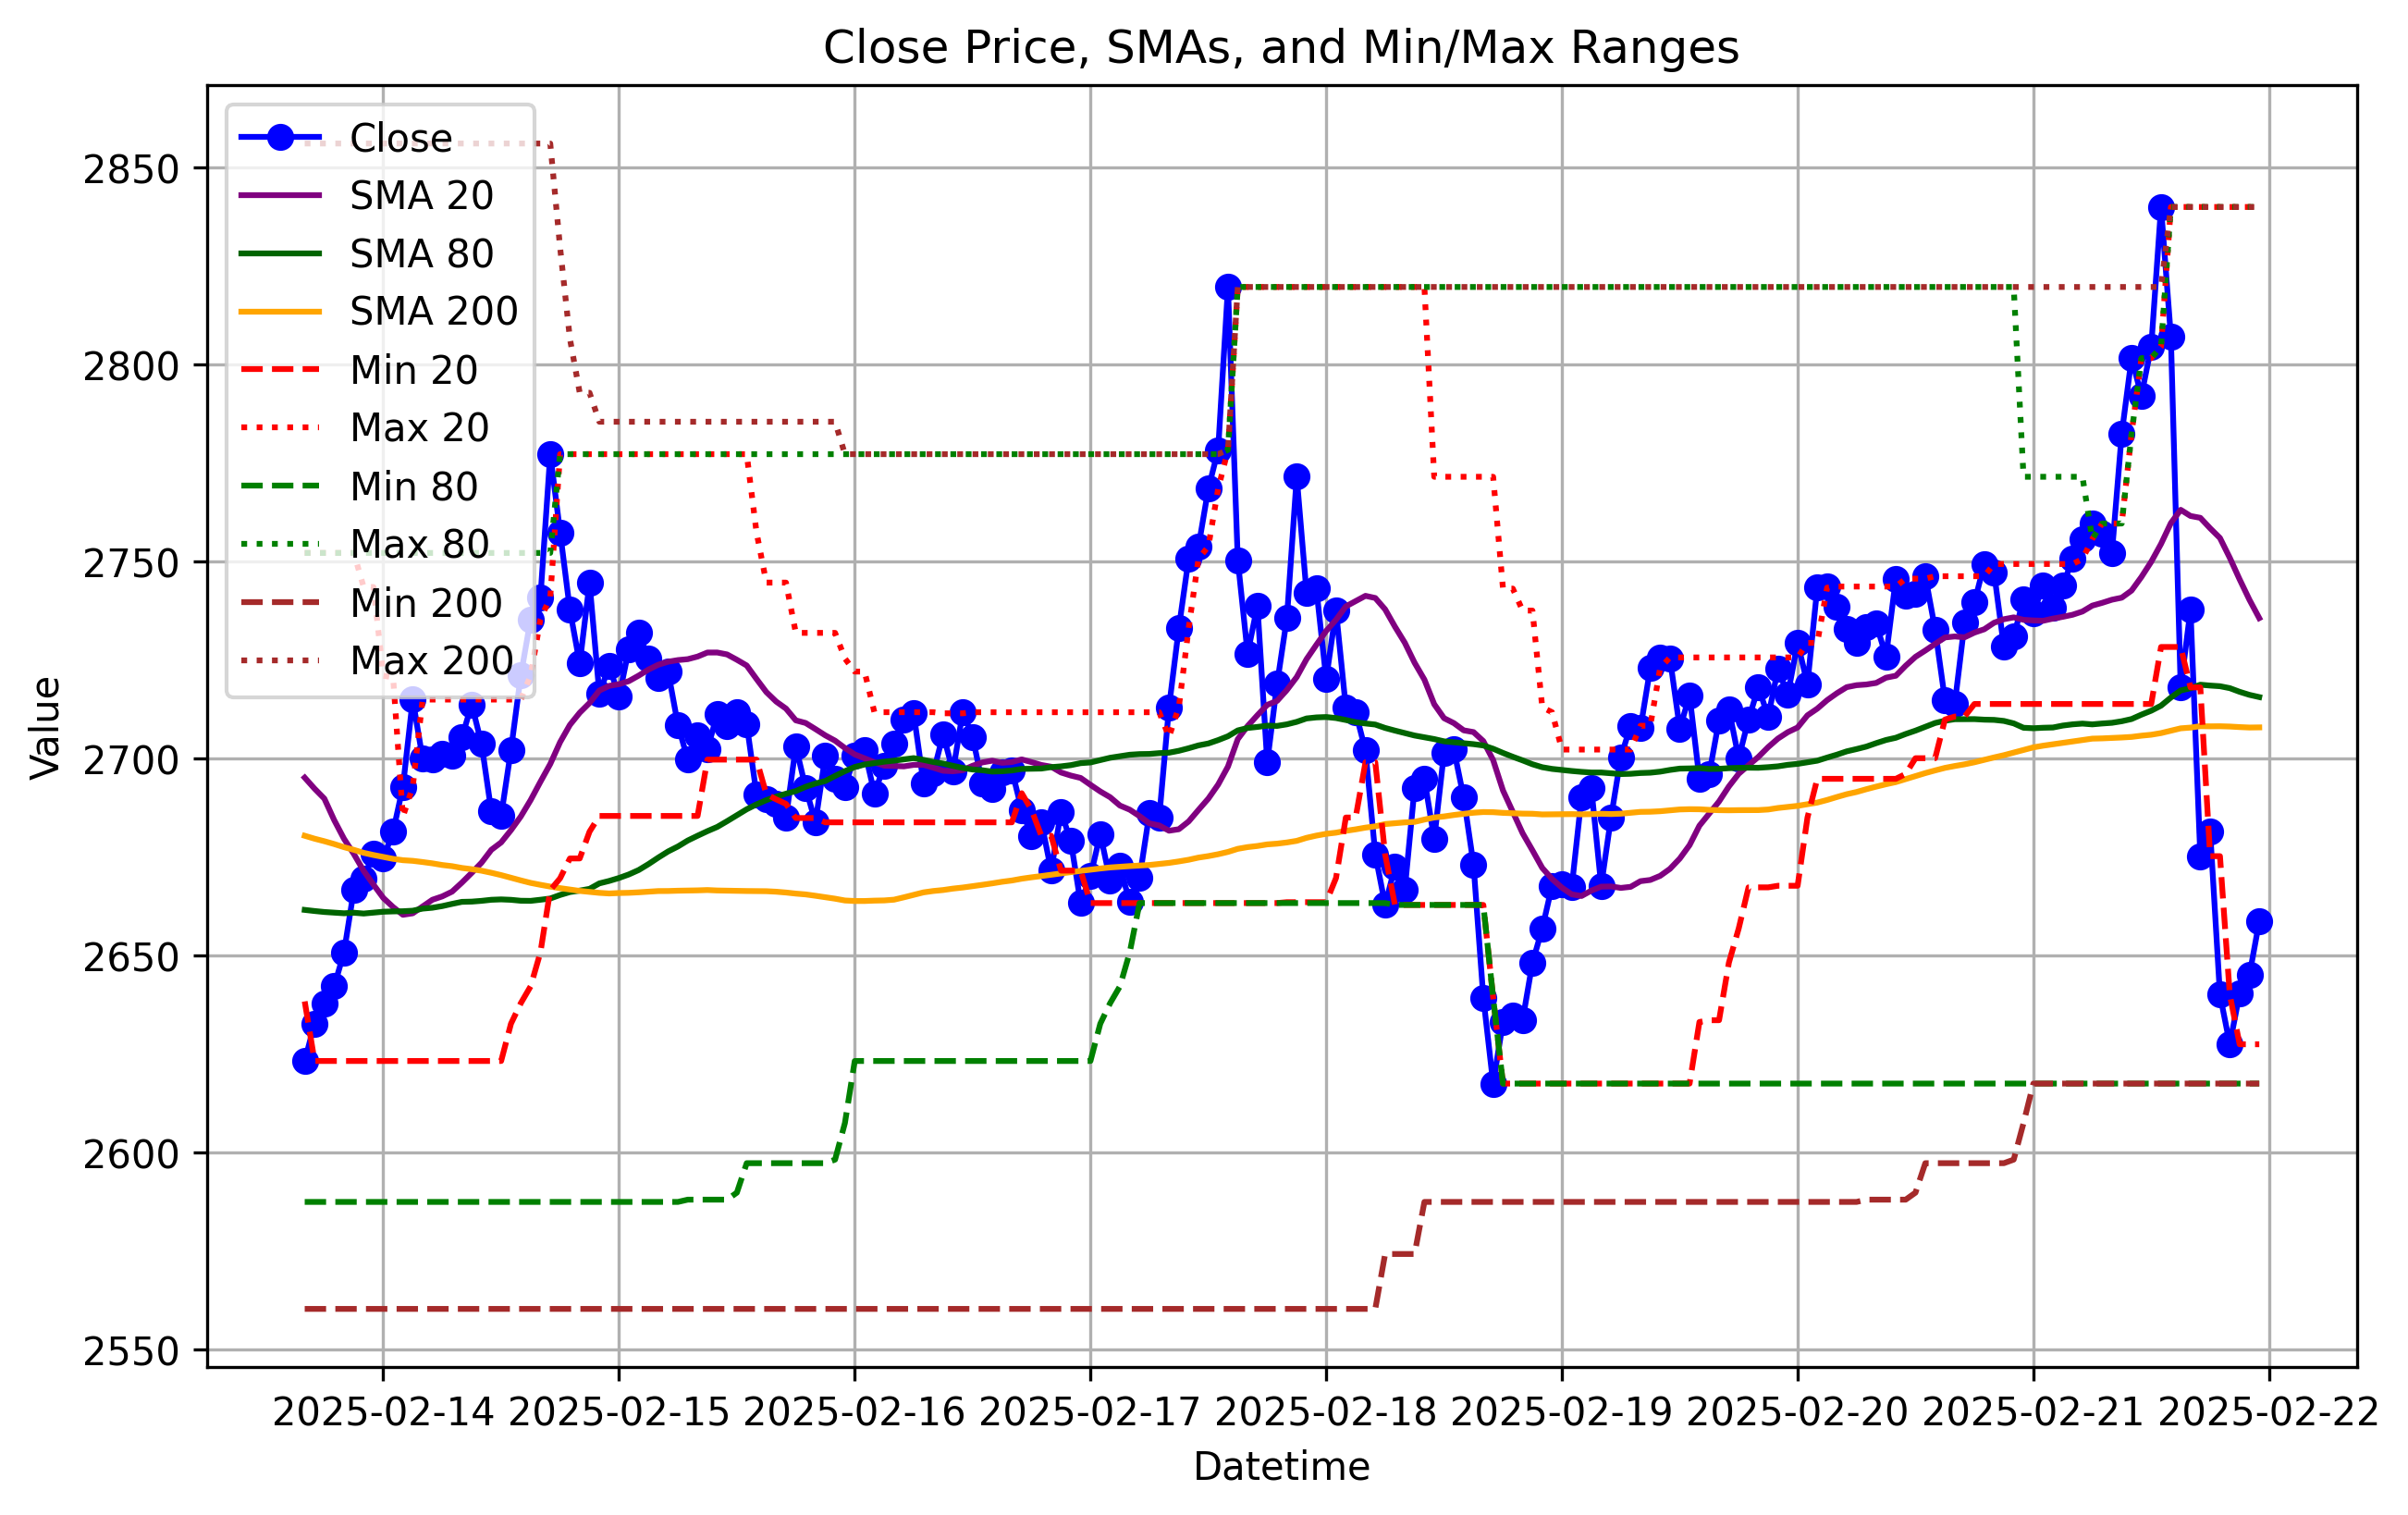 Close Price, SMAs, and Min/Max Ranges
Close
SMA 20
SMA 80
SMA 200
Min 20
Max 20
Min 80
Max 80
Min 200
Max 200
Value
2850
2800
2750
2700
2650
2600
2550
2025-02-14 2025-02-15 2025-02-16 2025-02-17 2025-02-18 2025-02-19 2025-02-20 2025-02-21 2025-02-22
Datetime